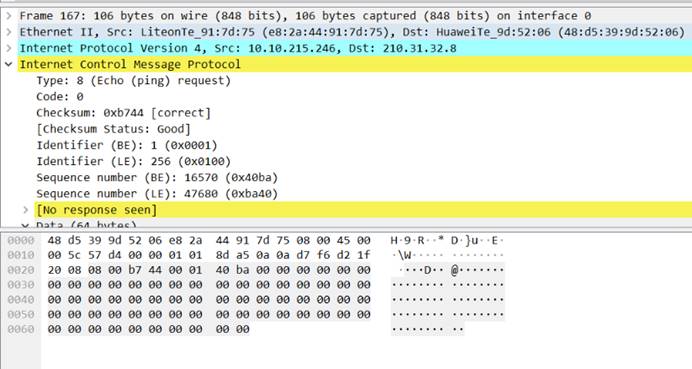 Frame 167: 106 bytes on wire (848 bits), 106 bytes captured (848 bits) on interface 0
Ethernet II, Src: LiteonTe_91:7d:75 (e8:2a:44:91:7d:75), Dst: HuaweiTe_9d:52:06 (48:d5:39:9d:52:06)
Internet Protocol Version 4, Src: 10.10.215.246, Dst: 210.31.32.8
Internet Control Message Protocol
Type: 8 (Echo (ping) request)
Code: 0
Checksum: 0xb744 [correct]
[Checksum Status: Good]
Identifier (BE): 1 (0x0001)
Identifier (LE): 256 (0x0100)
Sequence number (BE): 16570 (0x40ba)
Sequence number (LE): 47680 (0xba40)
[No response seen]
Data (64 bytes)
0000 48 d5 39 9d 52 06 e8 2a 44 91 7d 75 08 00 45 00 H·9·R··* D·}u··E·
0010 00 5c 57 d4 00 00 01 01 8d a5 0a 0a d7 f6 d2 1f ·\W····· ········
0020 20 08 08 00 b7 44 00 01 40 ba 00 00 00 00 00 00 ····D·· @·······
0030 00 00 00 00 00 00 00 00 00 00 00 00 00 00 00 00 ········ ········
0040 00 00 00 00 00 00 00 00 00 00 00 00 00 00 00 00 ········ ········
0050 00 00 00 00 00 00 00 00 00 00 00 00 00 00 00 00 ········ ········
0060 00 00 00 00 00 00 00 00 00 00 ········ ··